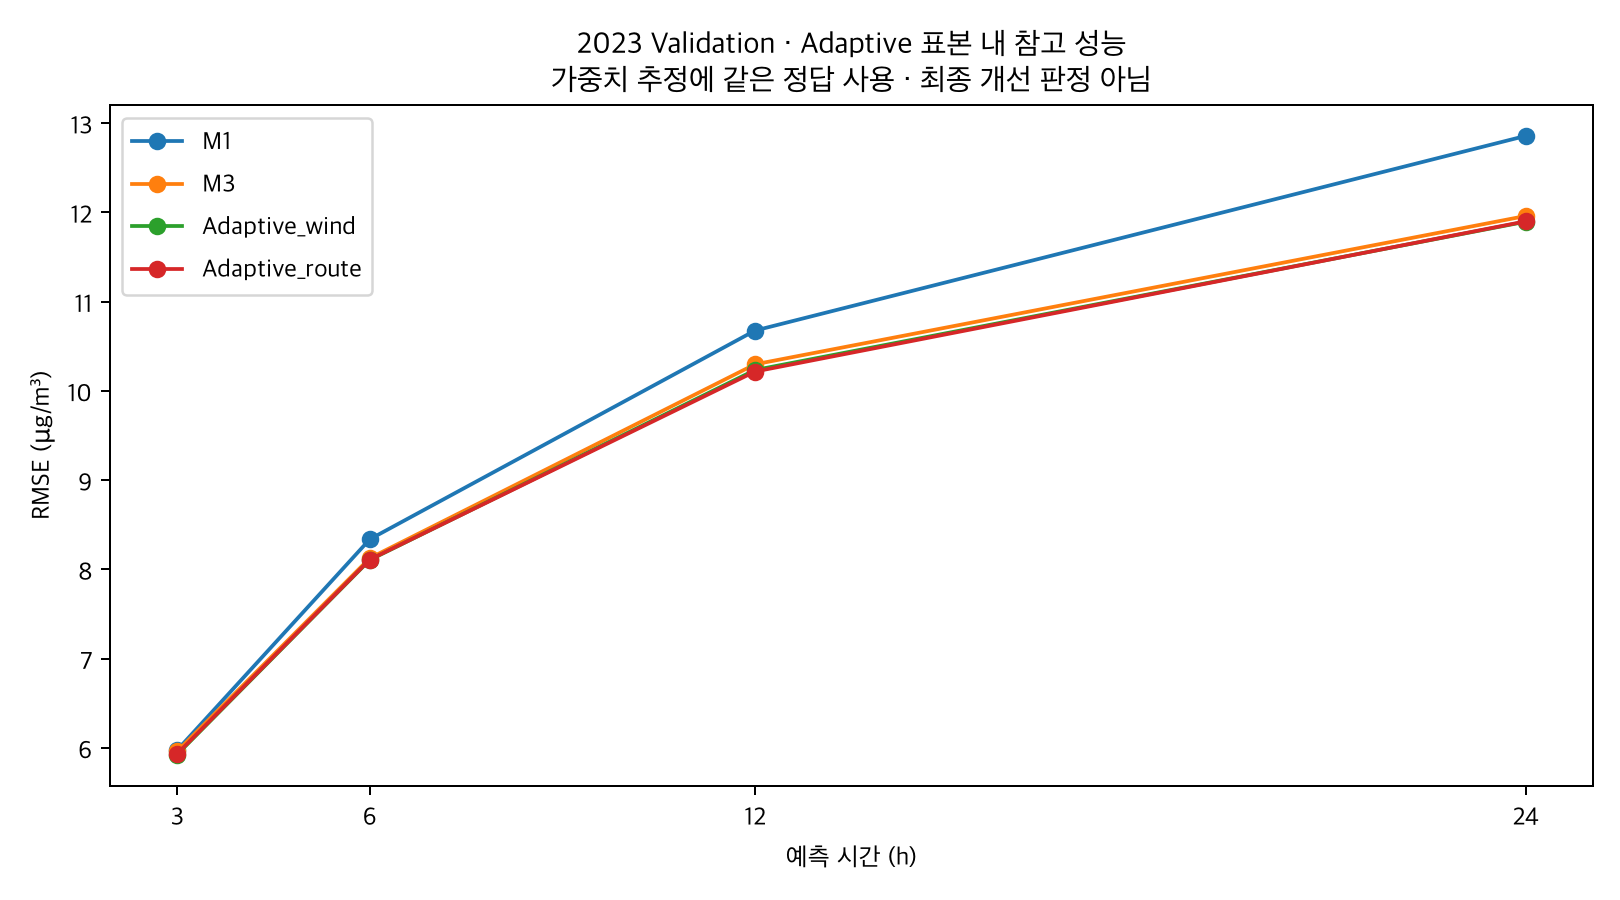 2023 Validation · Adaptive 표본 내 참고 성능
가중치 추정에 같은 정답 사용 · 최종 개선 판정 아님
M1
M3
Adaptive_wind
Adaptive_route
RMSE (µg/m³)
13
12
11
10
9
8
7
6
3 6 12 24
예측 시간 (h)